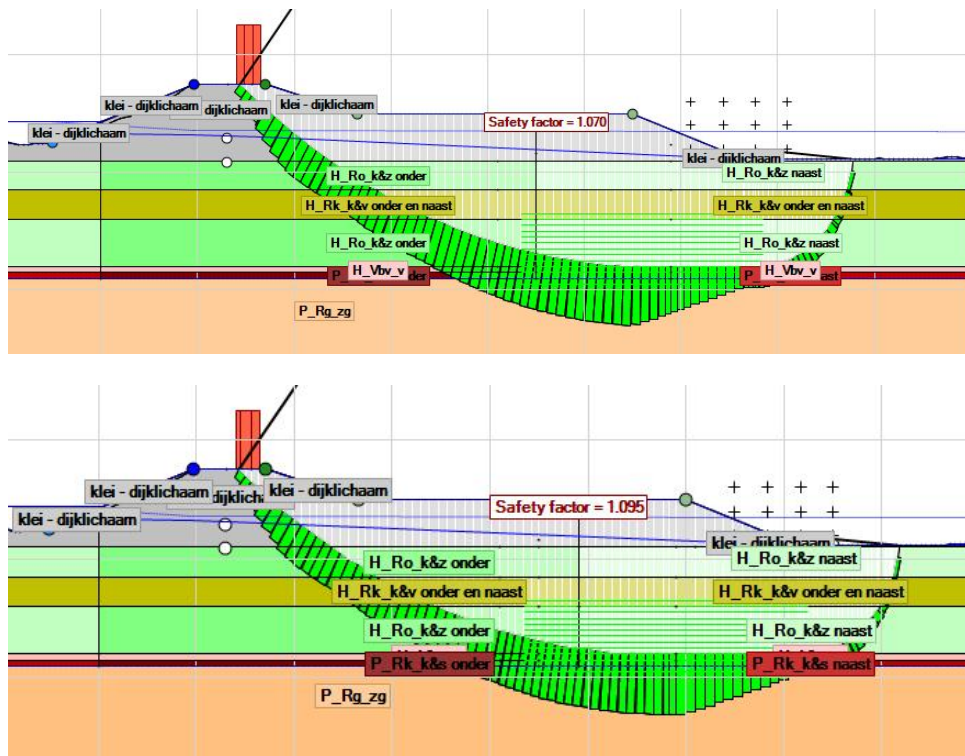 klei - dijklichaam
dijklichaam
klei - dijklichaam
klei - dijklichaam
Safety factor = 1.070
klei - dijklichaam
H_Ro_k&z onder
H_Ro_k&z naast
H_Rk_k&v onder en naast
H_Rk_k&v onder en naast
H_Ro_k&z onder
H_Ro_k&z naast
H_Vbv_v
H_Vbv_v
P_Rg_zg
klei - dijklichaam
klei - dijklichaam
klei - dijklichaam
Safety factor = 1.095
klei - dijklichaam
H_Ro_k&z onder
H_Ro_k&z naast
H_Rk_k&v onder en naast
H_Rk_k&v onder en naast
H_Ro_k&z onder
H_Ro_k&z naast
P_Rk_k&s onder
P_Rk_k&s naast
P_Rg_zg